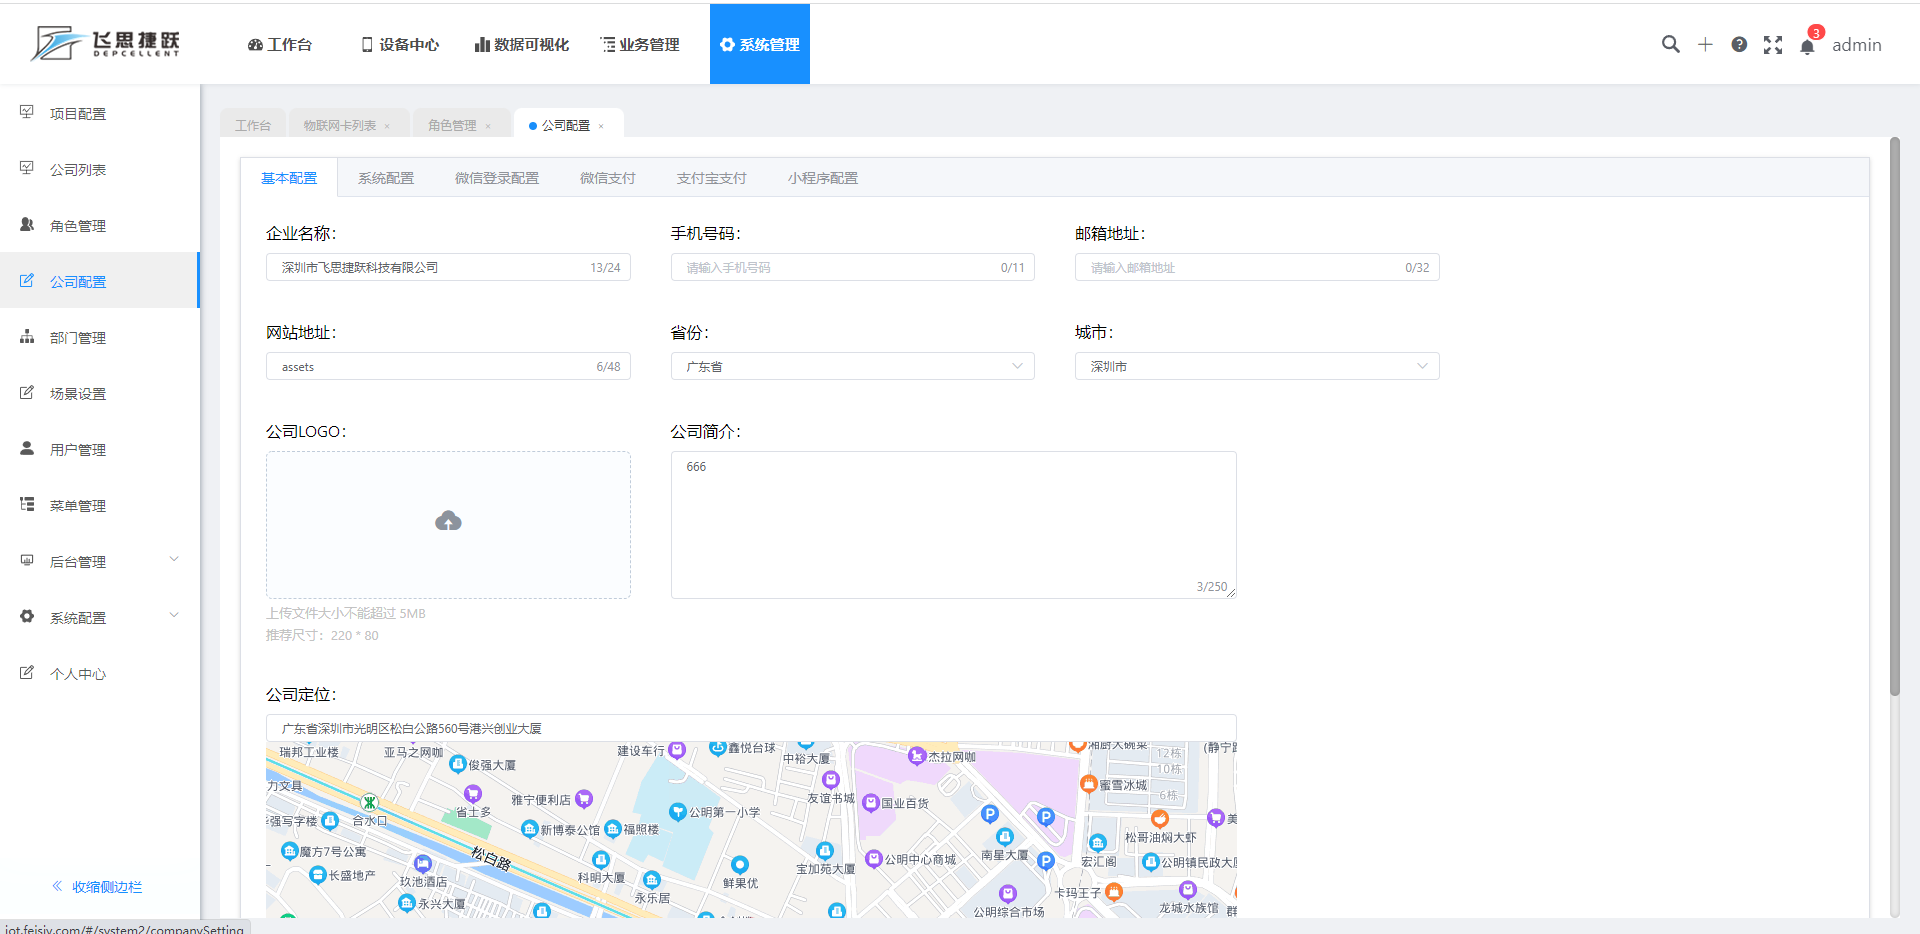 飞思捷跃
DEPCELLENT
工作台
设备中心
数据可视化
业务管理
系统管理
3
admin
项目配置
公司列表
角色管理
公司配置
部门管理
场景设置
用户管理
菜单管理
后台管理
系统配置
个人中心
收缩侧边栏
工作台
物联网卡列表 ×
角色管理 ×
公司配置 ×
基本配置
系统配置
微信登录配置
微信支付
支付宝支付
小程序配置
企业名称：
深圳市飞思捷跃科技有限公司 13/24
手机号码：
请输入手机号码 0/11
邮箱地址：
请输入邮箱地址 0/32
网站地址：
assets 6/48
省份：
广东省
城市：
深圳市
公司LOGO：
上传文件大小不能超过 5MB
推荐尺寸：220 * 80
公司简介：
666
3/250
公司定位：
广东省深圳市光明区松白公路560号港兴创业大厦
瑞邦工业楼
亚马之网咖
建设车行
鑫悦台球
中裕大厦
杰拉网咖
12栋
俊强大厦
10栋
力文具
蜜雪冰城
6栋
雅宁便利店
友谊书城
国业百货
省士多
合水口
公明第一小学
强写字楼
新博泰公馆
福照楼
松哥油焖大虾
魔方7号公寓
松白路
公明中心商城
南星大厦
宏汇阁
公明镇民政大厦
长盛地产
玖池酒店
科明大厦
宝加苑大厦
鲜果优
永乐居
卡玛王子
永兴大厦
公明综合市场
龙城水族馆
群
iot.feisiy.com/#/system2/companySetting